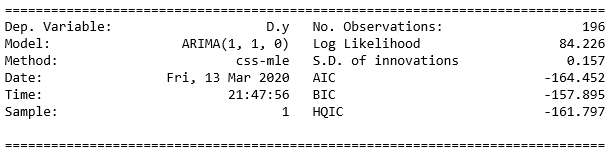 ==============================================================================
Dep. Variable:                    D.y   No. Observations:                  196
Model:                 ARIMA(1, 1, 0)   Log Likelihood                  84.226
Method:                       css-mle   S.D. of innovations              0.157
Date:                Fri, 13 Mar 2020   AIC                           -164.452
Time:                        21:47:56   BIC                           -157.895
Sample:                             1   HQIC                          -161.797
==============================================================================